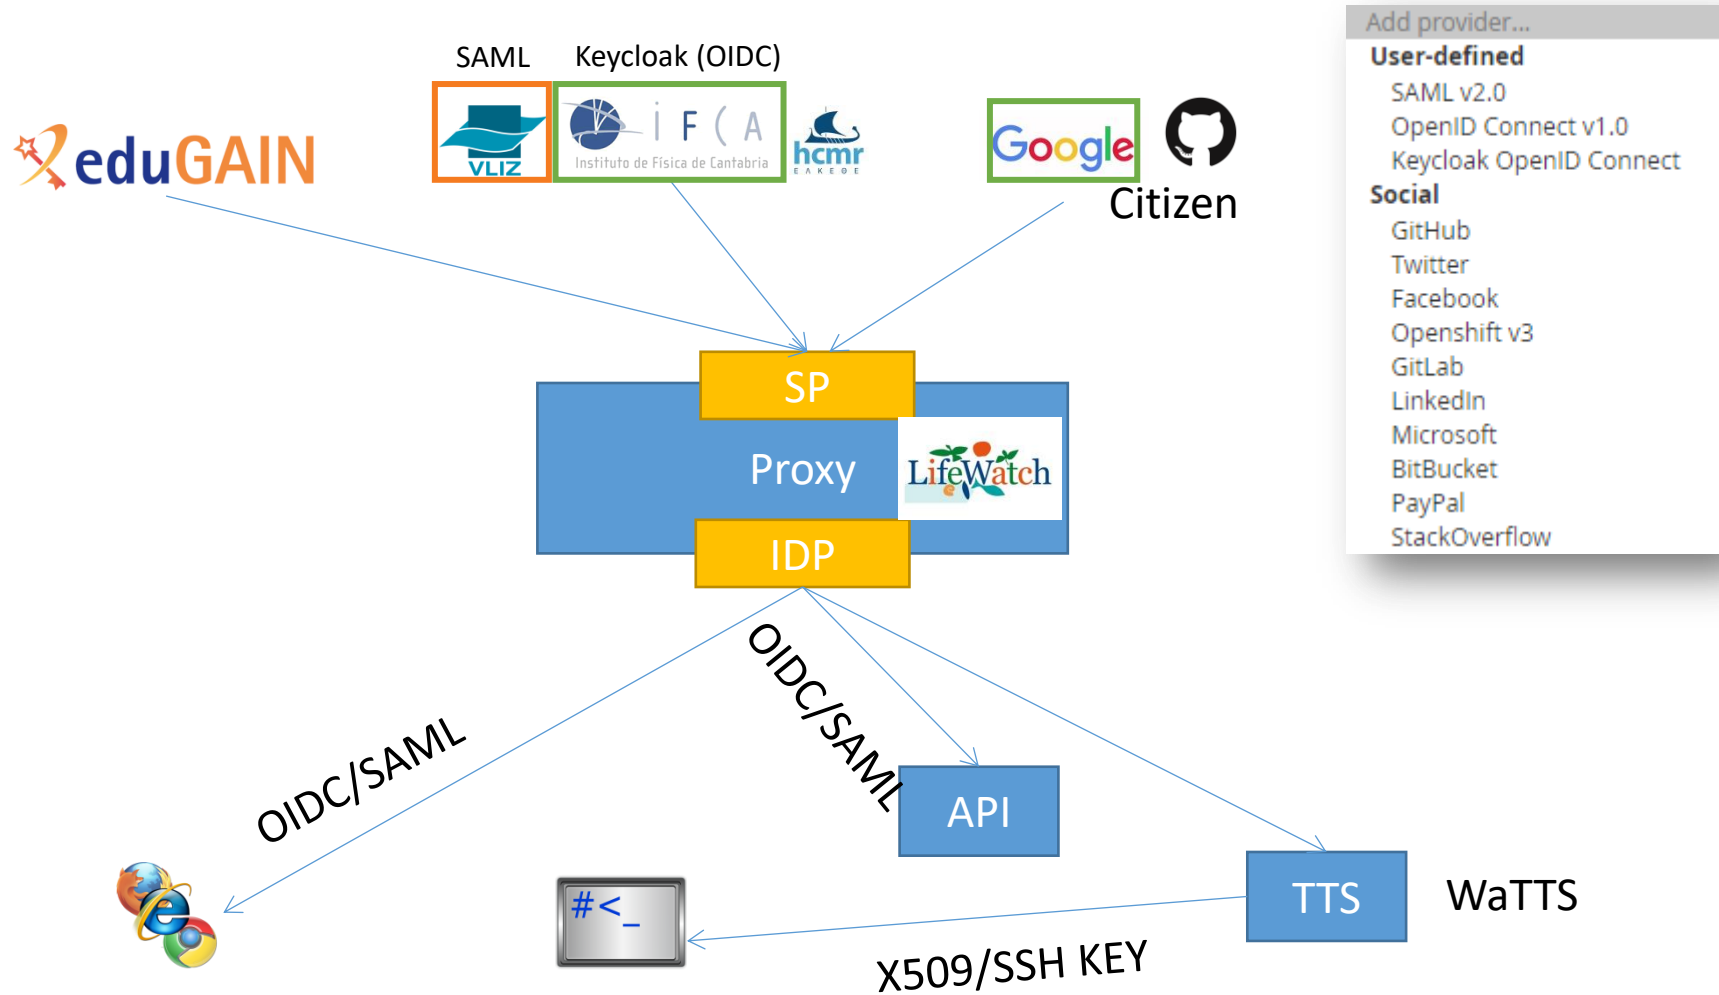 SAML
Keycloak (OIDC)
eduGAIN
VLIZ
iFCA
Instituto de Física de Cantabria
hcmr
ΕΛΚΕΘΕ
Google
Citizen
SP
Proxy
LifeWatch
e
IDP
OIDC/SAML
OIDC/SAML
API
#<_
TTS
WaTTS
X509/SSH KEY
Add provider...
User-defined
SAML v2.0
OpenID Connect v1.0
Keycloak OpenID Connect
Social
GitHub
Twitter
Facebook
Openshift v3
GitLab
LinkedIn
Microsoft
BitBucket
PayPal
StackOverflow